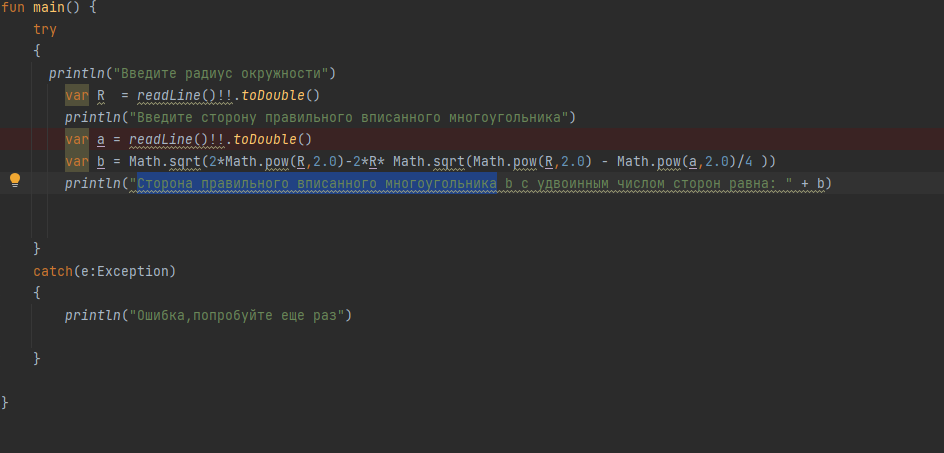 fun main() {
try
{
println("Введите радиус окружности")
var R  = readLine()!!.toDouble()
println("Введите сторону правильного вписанного многоугольника")
var a = readLine()!!.toDouble()
var b = Math.sqrt(2*Math.pow(R,2.0)-2*R* Math.sqrt(Math.pow(R,2.0) - Math.pow(a,2.0)/4 ))
println("Сторона правильного вписанного многоугольника b с удвоинным числом сторон равна: " + b)
}
catch(e:Exception)
{
println("Ошибка,попробуйте еще раз")
}
}